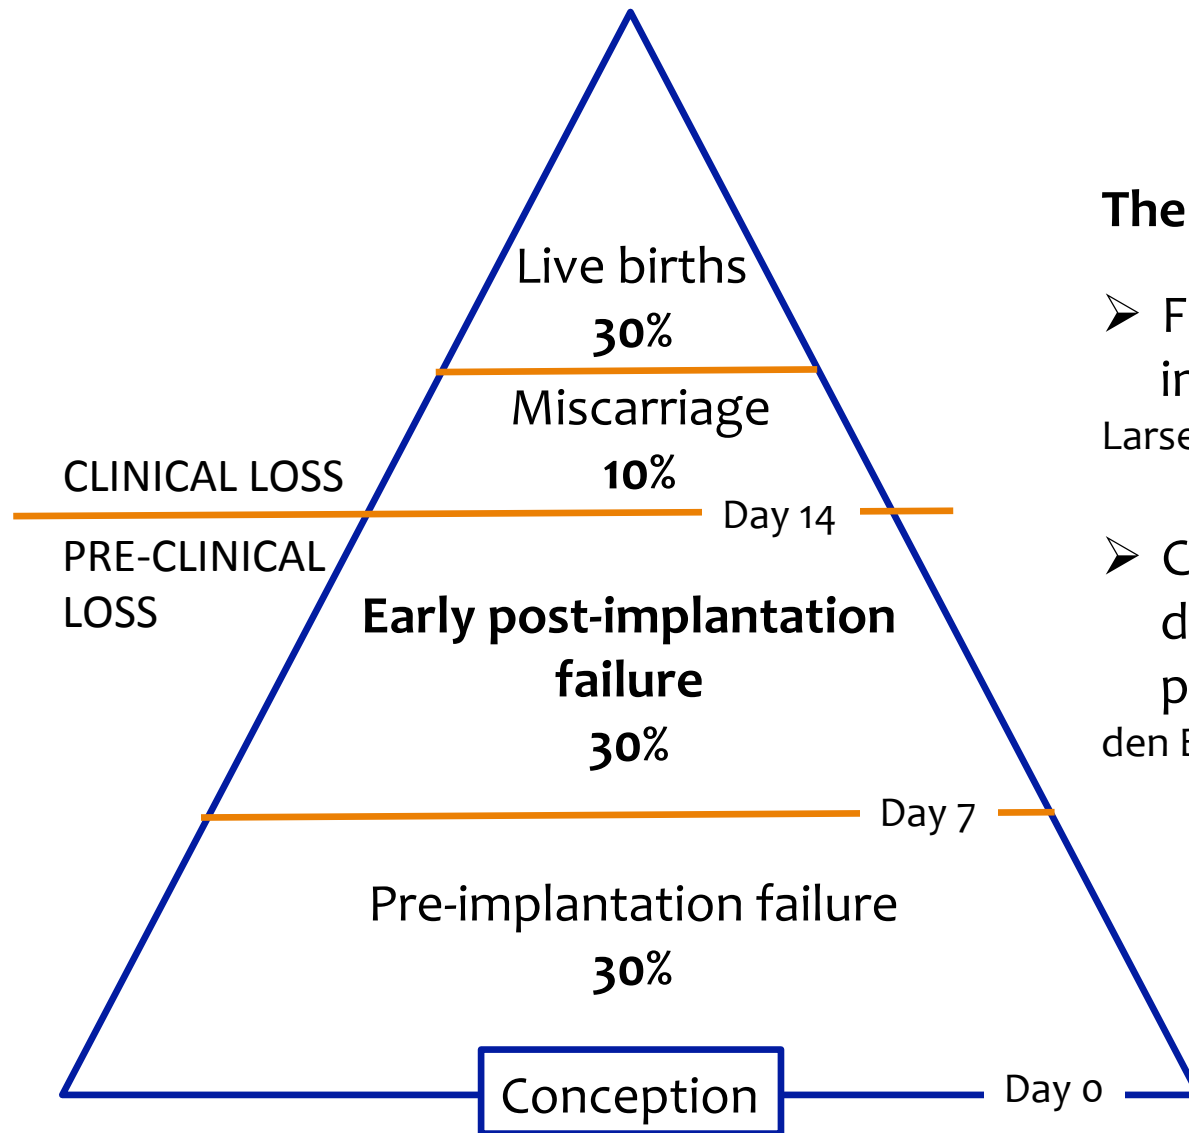 Live births
30%
Miscarriage
10%
CLINICAL LOSS
Day 14
PRE-CLINICAL
LOSS
Early post-implantation
failure
30%
Day 7
Pre-implantation failure
30%
Conception
Day 0
The